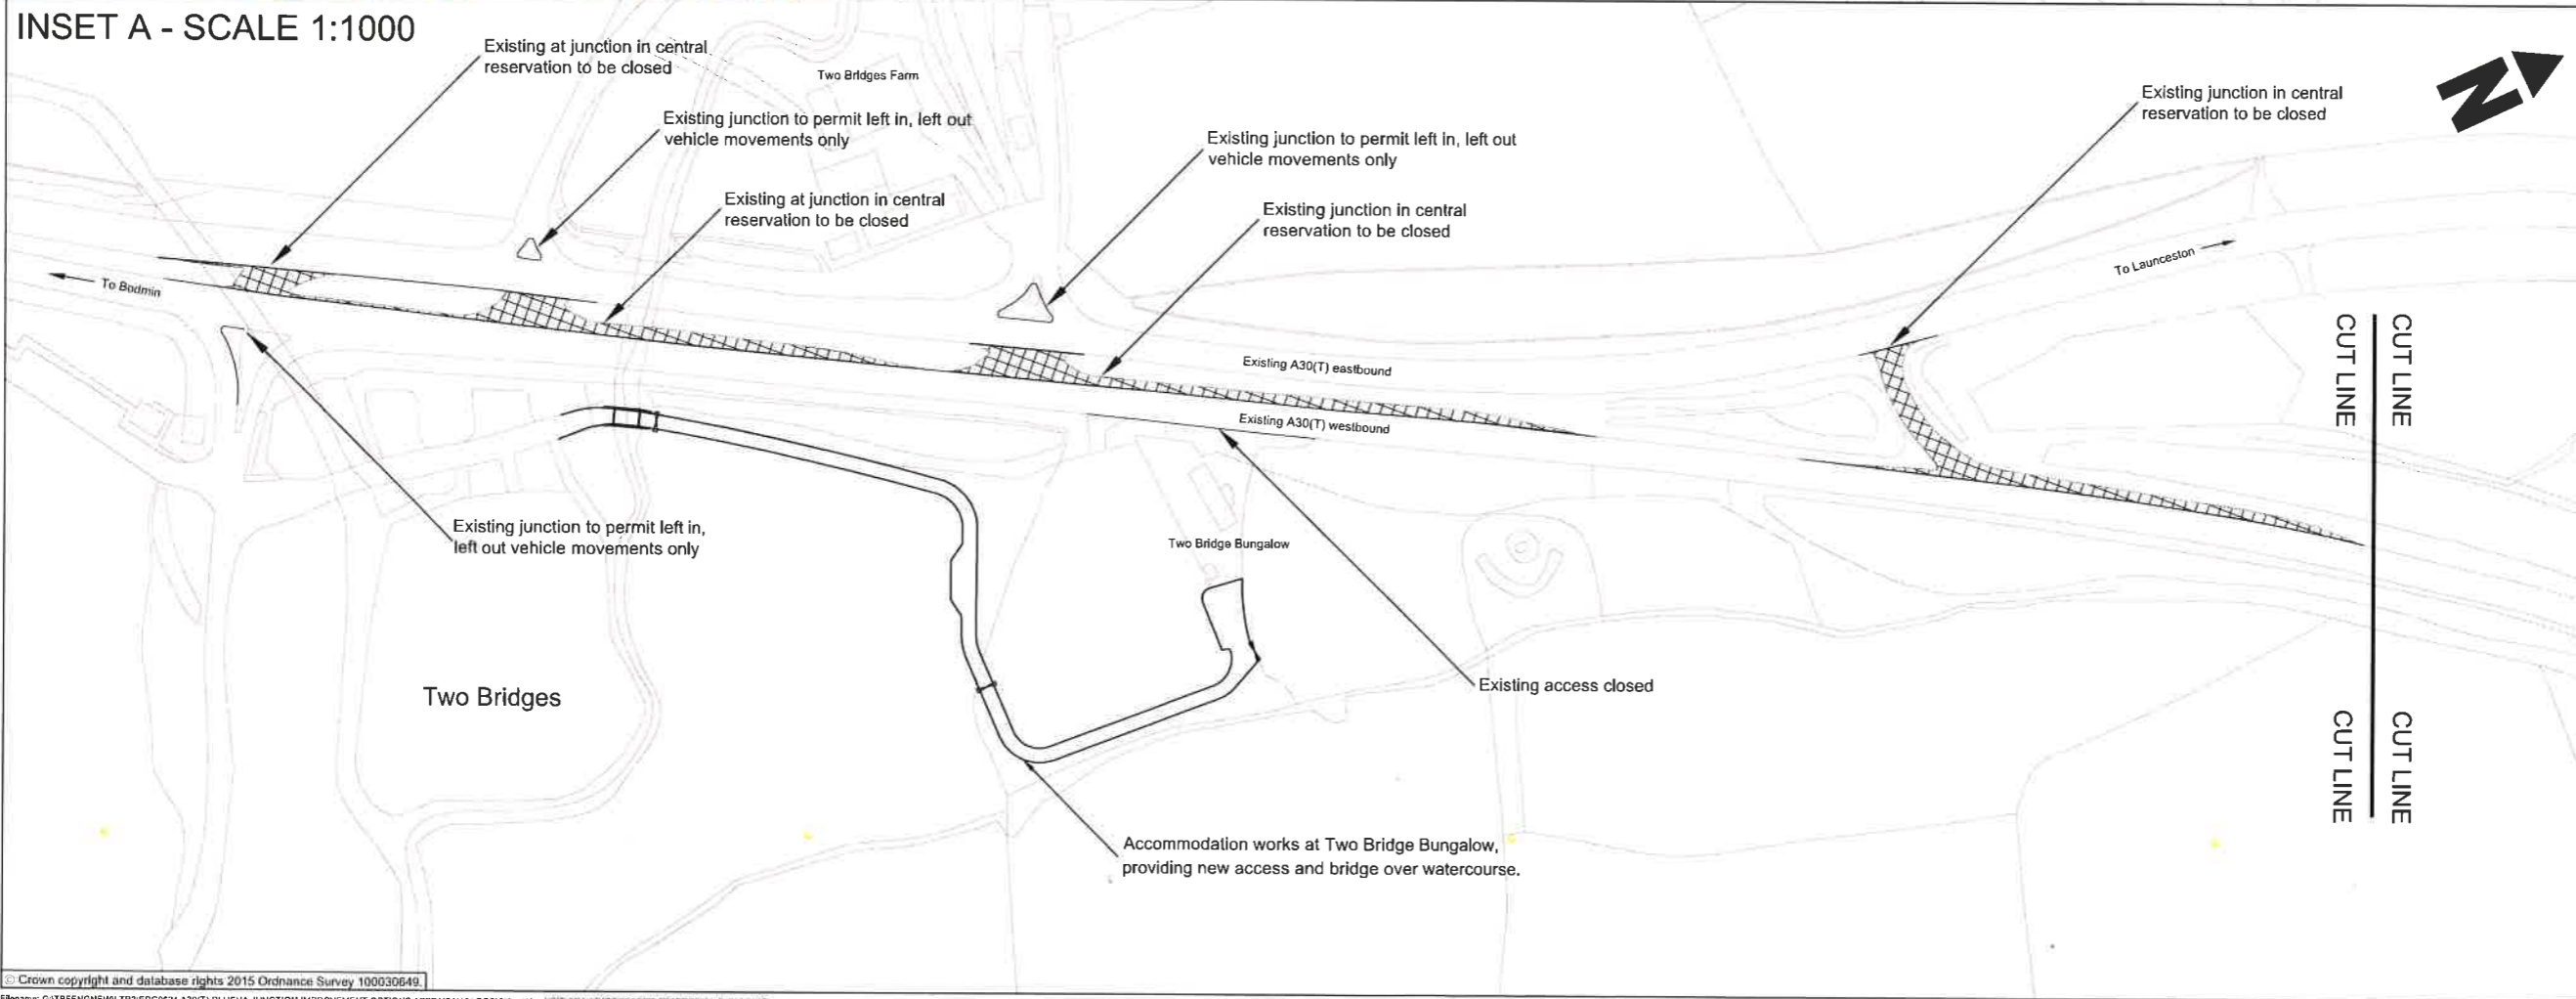 INSET A - SCALE 1:1000
Existing at junction in central
reservation to be closed
Two Bridges Farm
Existing junction to permit left in, left out
vehicle movements only
Existing at junction in central
reservation to be closed
Existing junction to permit left in, left out
vehicle movements only
Existing junction in central
reservation to be closed
Existing junction in central
reservation to be closed
N
To Bodmin
To Launceston
Existing A30(T) eastbound
Existing A30(T) westbound
CUT LINE
CUT LINE
Existing junction to permit left in,
left out vehicle movements only
Two Bridge Bungalow
Two Bridges
Existing access closed
CUT LINE
CUT LINE
Accommodation works at Two Bridge Bungalow,
providing new access and bridge over watercourse.
© Crown copyright and database rights 2015 Ordnance Survey 100030649.